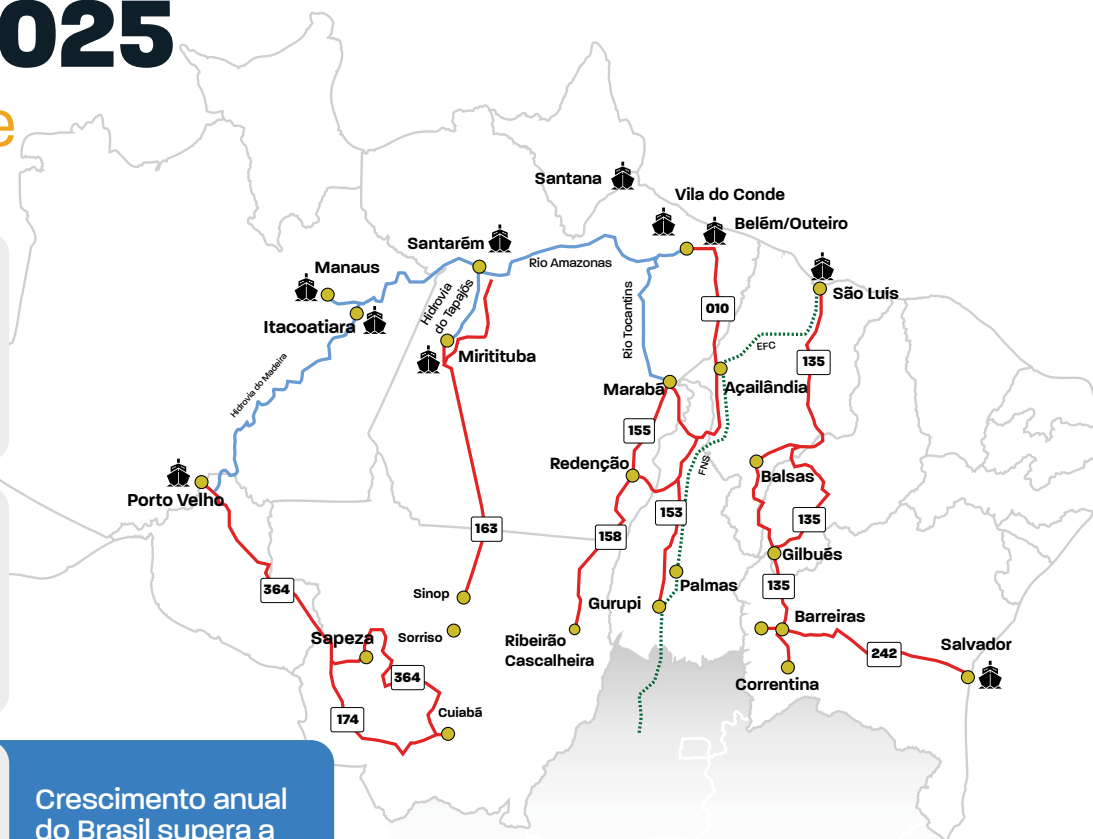 025
e
Santana
Vila do Conde
Belém/Outeiro
Santarém
Rio Amazonas
Manaus
São Luís
Hidrovia
do Tapajós
Itacoatiara
Rio Tocantins
010
EFC
135
Miritituba
Hidrovia do Madeira
Marabá
Açailândia
155
Redenção
FNS
Balsas
Porto Velho
153
135
163
158
Gilbués
364
Palmas
135
Sinop
Gurupi
Barreiras
Sapeza
Sorriso
Ribeirão
Cascalheira
242
Salvador
364
Correntina
174
Cuiabá
Crescimento anual
do Brasil supera a